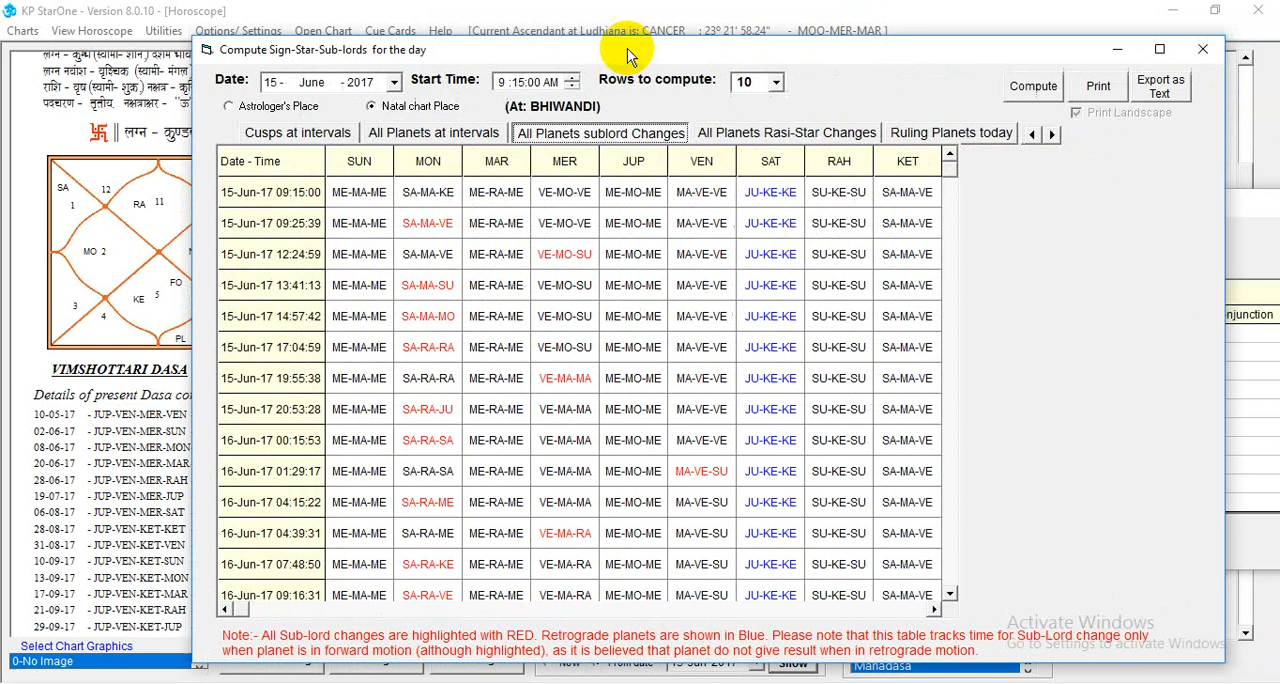 KP StarOne - Version 8.0.10 - [Horoscope]
Charts View Horoscope Utilities Options/ Settings Open Chart Cue Cards Help [Current Ascendant at Ludhiana is: CANCER : 23º 21' 58.24" - MOO-MER-MAR ]
Compute Sign-Star-Sub-lords for the day
Date: 15- June -2017 Start Time: 9 :15:00 AM Rows to compute: 10 Compute Print Export as Text
Astrologer's Place Natal chart Place (At: BHIWANDI) Print Landscape
Cusps at intervals All Planets at intervals All Planets sublord Changes All Planets Rasi-Star Changes Ruling Planets today
Date - Time SUN MON MAR MER JUP VEN SAT RAH KET
15-Jun-17 09:15:00 ME-MA-ME SA-MA-KE ME-RA-ME VE-MO-VE ME-MO-ME MA-VE-VE JU-KE-KE SU-KE-SU SA-MA-VE
15-Jun-17 09:25:39 ME-MA-ME SA-MA-VE ME-RA-ME VE-MO-VE ME-MO-ME MA-VE-VE JU-KE-KE SU-KE-SU SA-MA-VE
15-Jun-17 12:24:59 ME-MA-ME SA-MA-VE ME-RA-ME VE-MO-SU ME-MO-ME MA-VE-VE JU-KE-KE SU-KE-SU SA-MA-VE
15-Jun-17 13:41:13 ME-MA-ME SA-MA-SU ME-RA-ME VE-MO-SU ME-MO-ME MA-VE-VE JU-KE-KE SU-KE-SU SA-MA-VE
15-Jun-17 14:57:42 ME-MA-ME SA-MA-MO ME-RA-ME VE-MO-SU ME-MO-ME MA-VE-VE JU-KE-KE SU-KE-SU SA-MA-VE
15-Jun-17 17:04:59 ME-MA-ME SA-RA-RA ME-RA-ME VE-MO-SU ME-MO-ME MA-VE-VE JU-KE-KE SU-KE-SU SA-MA-VE
15-Jun-17 19:55:38 ME-MA-ME SA-RA-RA ME-RA-ME VE-MA-MA ME-MO-ME MA-VE-VE JU-KE-KE SU-KE-SU SA-MA-VE
15-Jun-17 20:53:28 ME-MA-ME SA-RA-JU ME-RA-ME VE-MA-MA ME-MO-ME MA-VE-VE JU-KE-KE SU-KE-SU SA-MA-VE
16-Jun-17 00:15:53 ME-MA-ME SA-RA-SA ME-RA-ME VE-MA-MA ME-MO-ME MA-VE-VE JU-KE-KE SU-KE-SU SA-MA-VE
16-Jun-17 01:29:17 ME-MA-ME SA-RA-SA ME-RA-ME VE-MA-MA ME-MO-ME MA-VE-SU JU-KE-KE SU-KE-SU SA-MA-VE
16-Jun-17 04:15:22 ME-MA-ME SA-RA-ME ME-RA-ME VE-MA-MA ME-MO-ME MA-VE-SU JU-KE-KE SU-KE-SU SA-MA-VE
16-Jun-17 04:39:31 ME-MA-ME SA-RA-ME ME-RA-ME VE-MA-RA ME-MO-ME MA-VE-SU JU-KE-KE SU-KE-SU SA-MA-VE
16-Jun-17 07:48:50 ME-MA-ME SA-RA-KE ME-RA-ME VE-MA-RA ME-MO-ME MA-VE-SU JU-KE-KE SU-KE-SU SA-MA-VE
16-Jun-17 09:16:31 ME-MA-ME SA-RA-VE ME-RA-ME VE-MA-RA ME-MO-ME MA-VE-SU JU-KE-KE SU-KE-SU SA-MA-VE
Note:- All Sub-lord changes are highlighted with RED. Retrograde planets are shown in Blue. Please note that this table tracks time for Sub-Lord change only
when planet is in forward motion (although highlighted), as it is believed that planet do not give result when in retrograde motion.
लग्न नवांश - वृश्चिक (स्वामी- मंगल
राशि - वृष (स्वामी- शुक्र) नक्षत्र -
पदचरण - तृतीय. नक्षत्राक्षर - "ऊ
|| लग्न -
SA 1 12 RA 11
MO 2
FO
3 4 KE 5
PL
VIMSHOTTARI DASA
Details of present Dasa
10-05-17 - JUP-VEN-MER-VEN
02-06-17 - JUP-VEN-MER-SUN
08-06-17 - JUP-VEN-MER-MON
20-06-17 - JUP-VEN-MER-MAR
28-06-17 - JUP-VEN-MER-RAH
19-07-17 - JUP-VEN-MER-JUP
06-08-17 - JUP-VEN-MER-SAT
28-08-17 - JUP-VEN-KET-KET
31-08-17 - JUP-VEN-KET-VEN
10-09-17 - JUP-VEN-KET-SUN
13-09-17 - JUP-VEN-KET-MON
17-09-17 - JUP-VEN-KET-MAR
21-09-17 - JUP-VEN-KET-RAH
29-09-17 - JUP-VEN-KET-JUP
Select Chart Graphics
0-No Image
njunction
Activate Windows
Go to Settings to activate Windows.
Show
Mahadasa